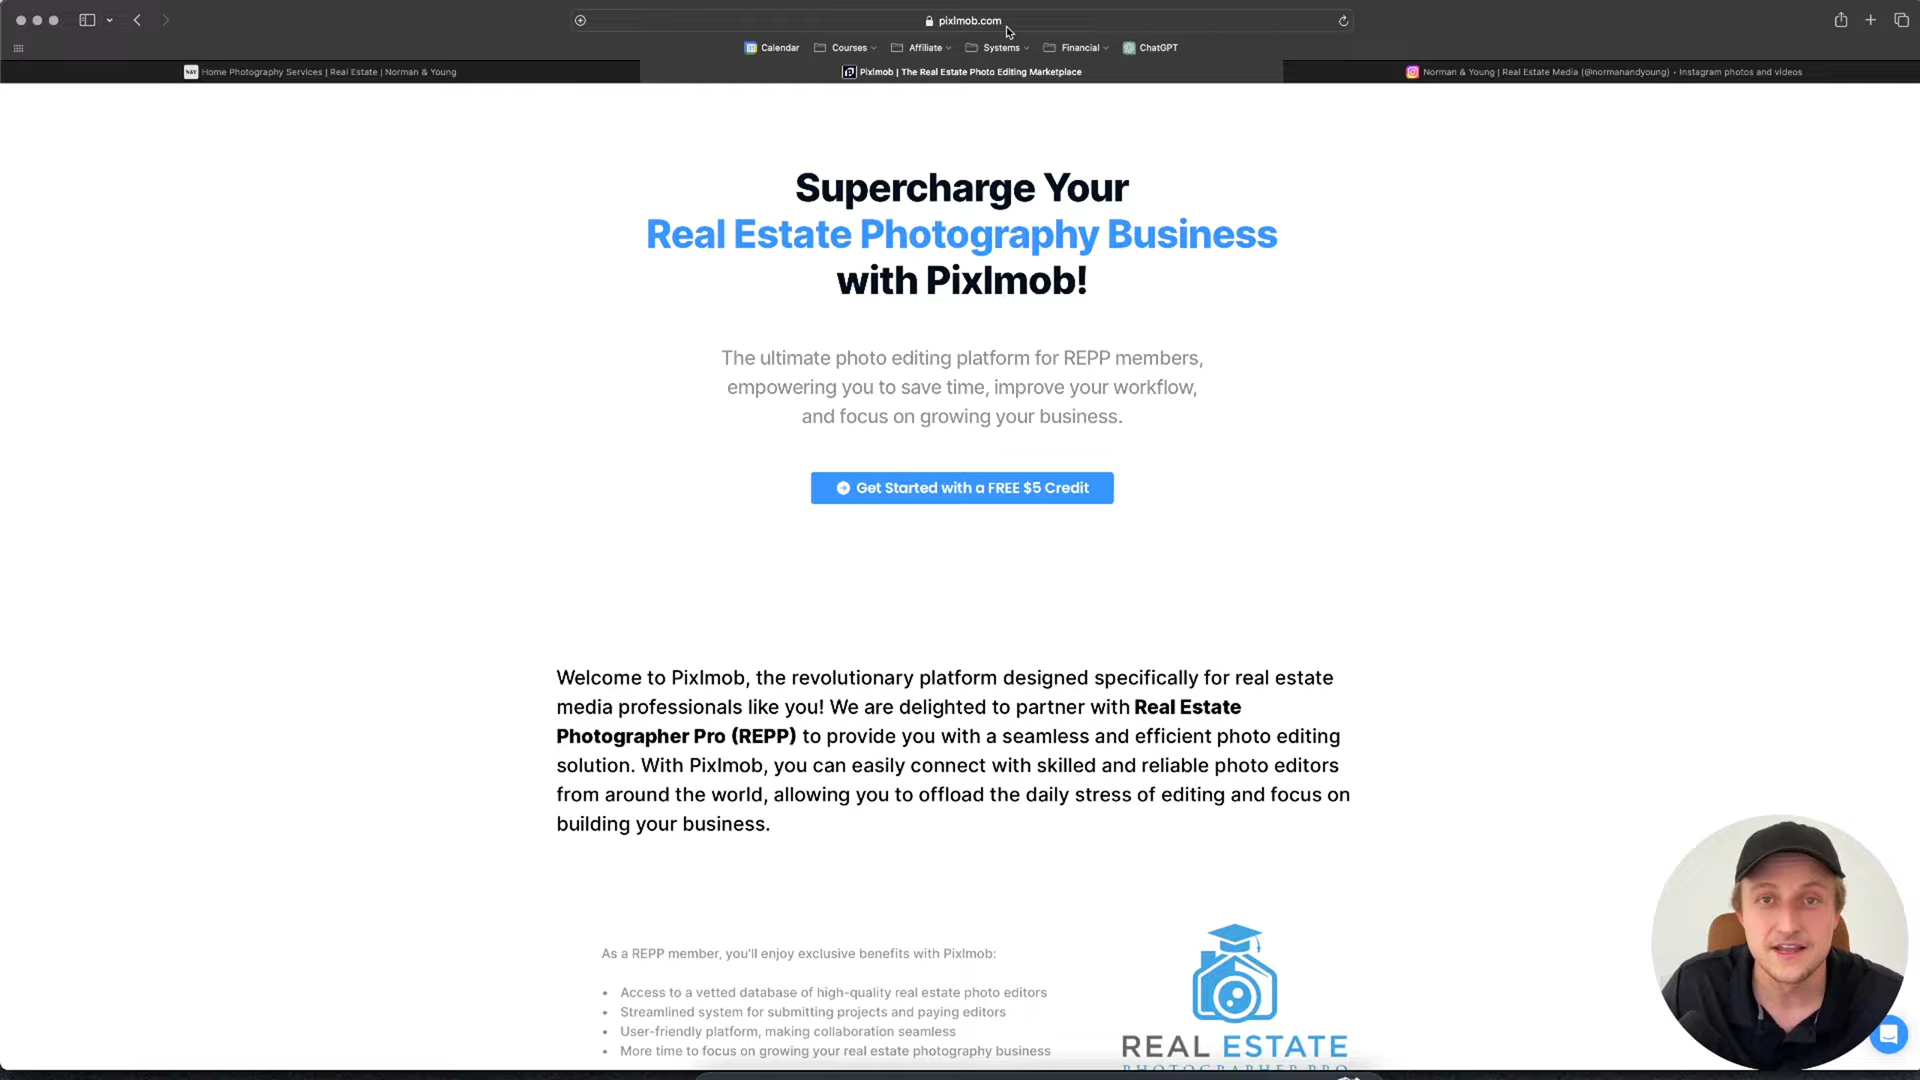 pixlmob.com
Calendar Courses Affiliate Systems Financial ChatGPT
N&Y Home Photography Services | Real Estate | Norman & Young
Pixlmob | The Real Estate Photo Editing Marketplace
Norman & Young | Real Estate Media (@normanandyoung) • Instagram photos and videos
Supercharge Your
Real Estate Photography Business
with Pixlmob!
The ultimate photo editing platform for REPP members,
empowering you to save time, improve your workflow,
and focus on growing your business.
Get Started with a FREE $5 Credit
Welcome to Pixlmob, the revolutionary platform designed specifically for real estate
media professionals like you! We are delighted to partner with Real Estate
Photographer Pro (REPP) to provide you with a seamless and efficient photo editing
solution. With Pixlmob, you can easily connect with skilled and reliable photo editors
from around the world, allowing you to offload the daily stress of editing and focus on
building your business.
As a REPP member, you'll enjoy exclusive benefits with Pixlmob:
• Access to a vetted database of high-quality real estate photo editors
• Streamlined system for submitting projects and paying editors
• User-friendly platform, making collaboration seamless
• More time to focus on growing your real estate photography business
REAL ESTATE
PHOTOGRAPHER PRO